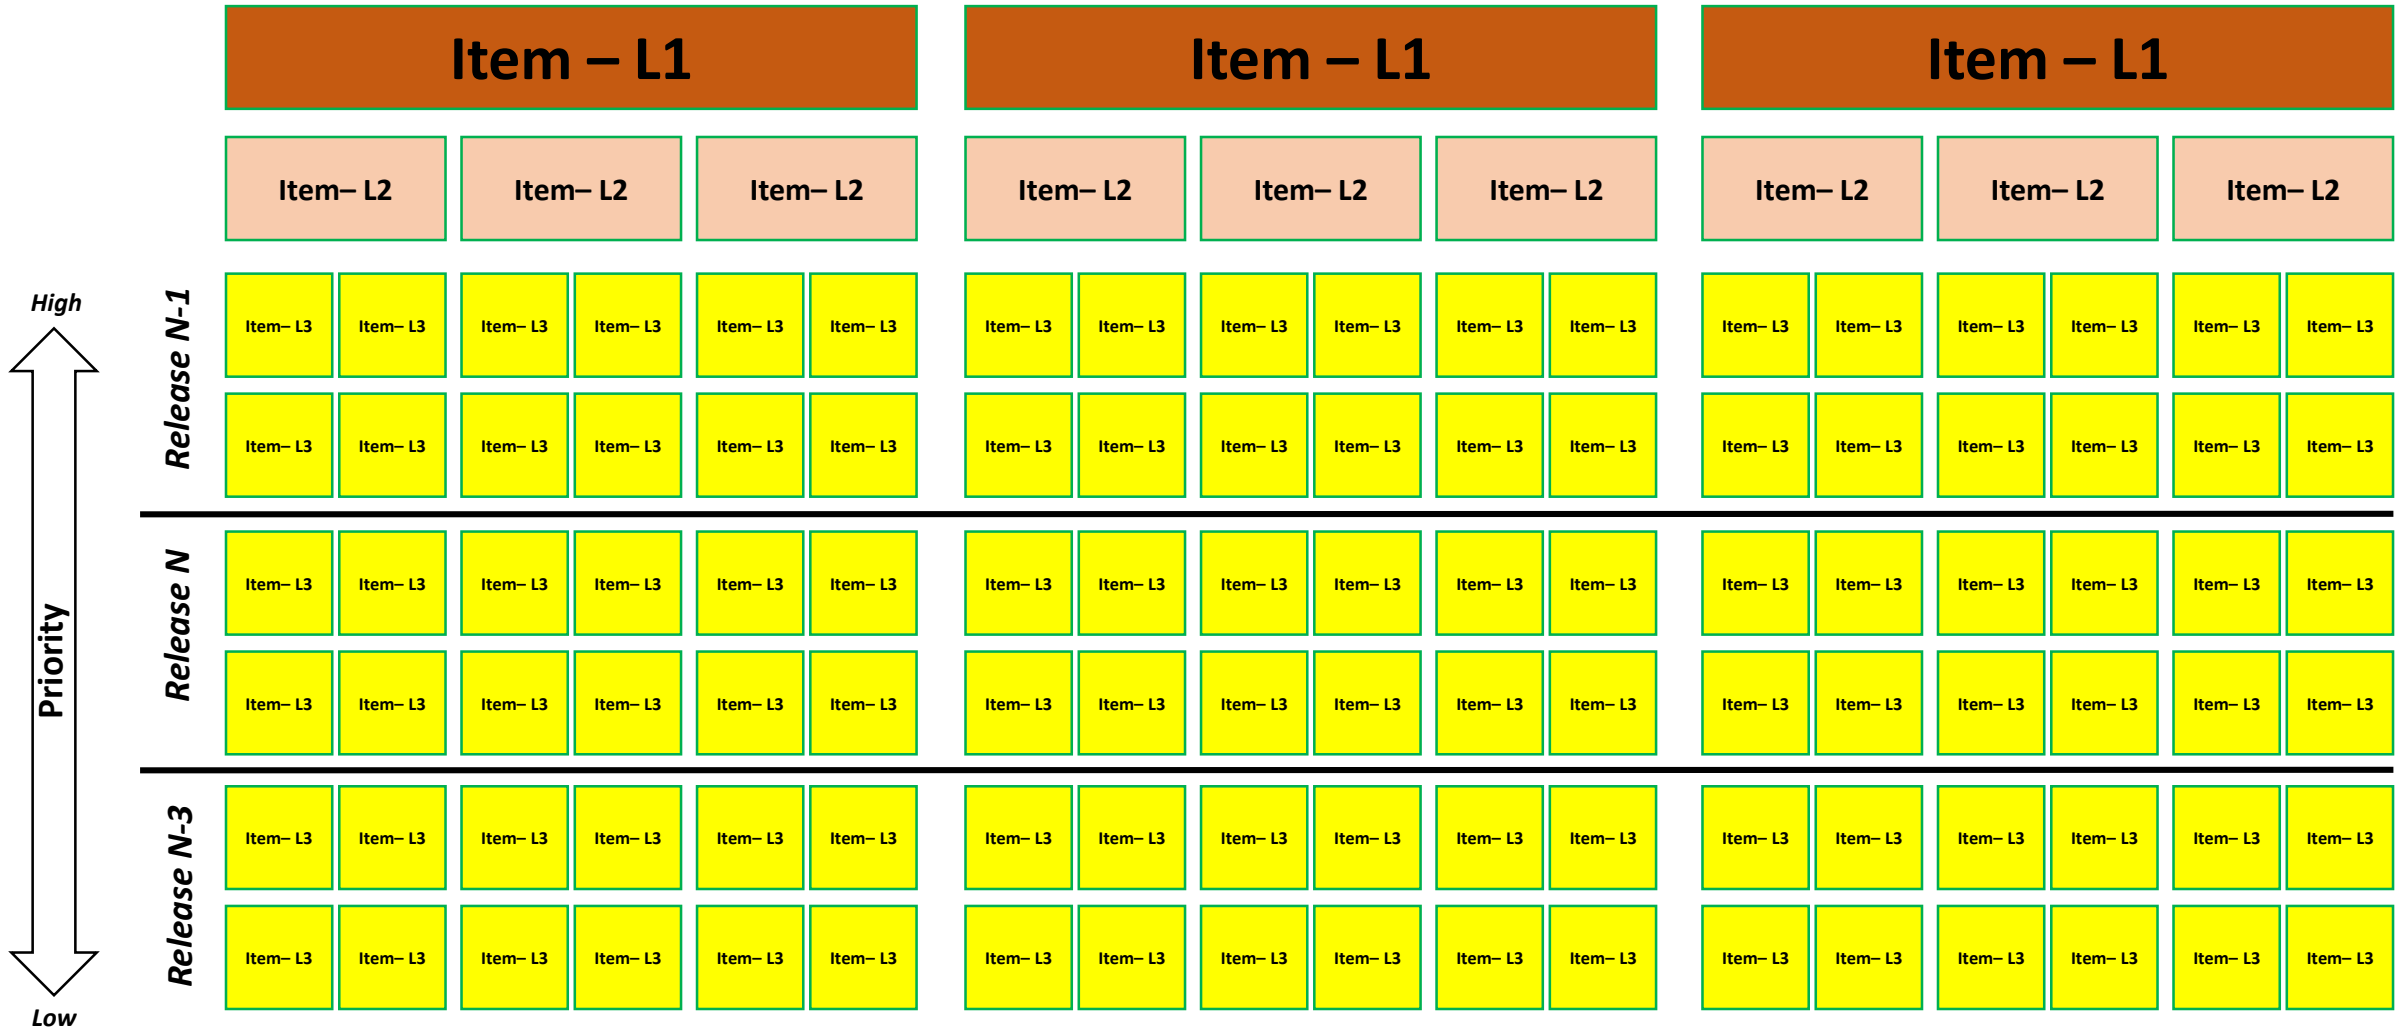 Item – L1 Item – L1 Item – L1
Item– L2 Item– L2 Item– L2 Item– L2 Item– L2 Item– L2 Item– L2 Item– L2 Item– L2
High
Priority
Low
Release N-1
Item– L3 Item– L3 Item– L3 Item– L3 Item– L3 Item– L3 Item– L3 Item– L3 Item– L3 Item– L3 Item– L3 Item– L3 Item– L3 Item– L3 Item– L3 Item– L3 Item– L3 Item– L3
Item– L3 Item– L3 Item– L3 Item– L3 Item– L3 Item– L3 Item– L3 Item– L3 Item– L3 Item– L3 Item– L3 Item– L3 Item– L3 Item– L3 Item– L3 Item– L3 Item– L3 Item– L3
Release N
Item– L3 Item– L3 Item– L3 Item– L3 Item– L3 Item– L3 Item– L3 Item– L3 Item– L3 Item– L3 Item– L3 Item– L3 Item– L3 Item– L3 Item– L3 Item– L3 Item– L3 Item– L3
Item– L3 Item– L3 Item– L3 Item– L3 Item– L3 Item– L3 Item– L3 Item– L3 Item– L3 Item– L3 Item– L3 Item– L3 Item– L3 Item– L3 Item– L3 Item– L3 Item– L3 Item– L3
Release N-3
Item– L3 Item– L3 Item– L3 Item– L3 Item– L3 Item– L3 Item– L3 Item– L3 Item– L3 Item– L3 Item– L3 Item– L3 Item– L3 Item– L3 Item– L3 Item– L3 Item– L3 Item– L3
Item– L3 Item– L3 Item– L3 Item– L3 Item– L3 Item– L3 Item– L3 Item– L3 Item– L3 Item– L3 Item– L3 Item– L3 Item– L3 Item– L3 Item– L3 Item– L3 Item– L3 Item– L3